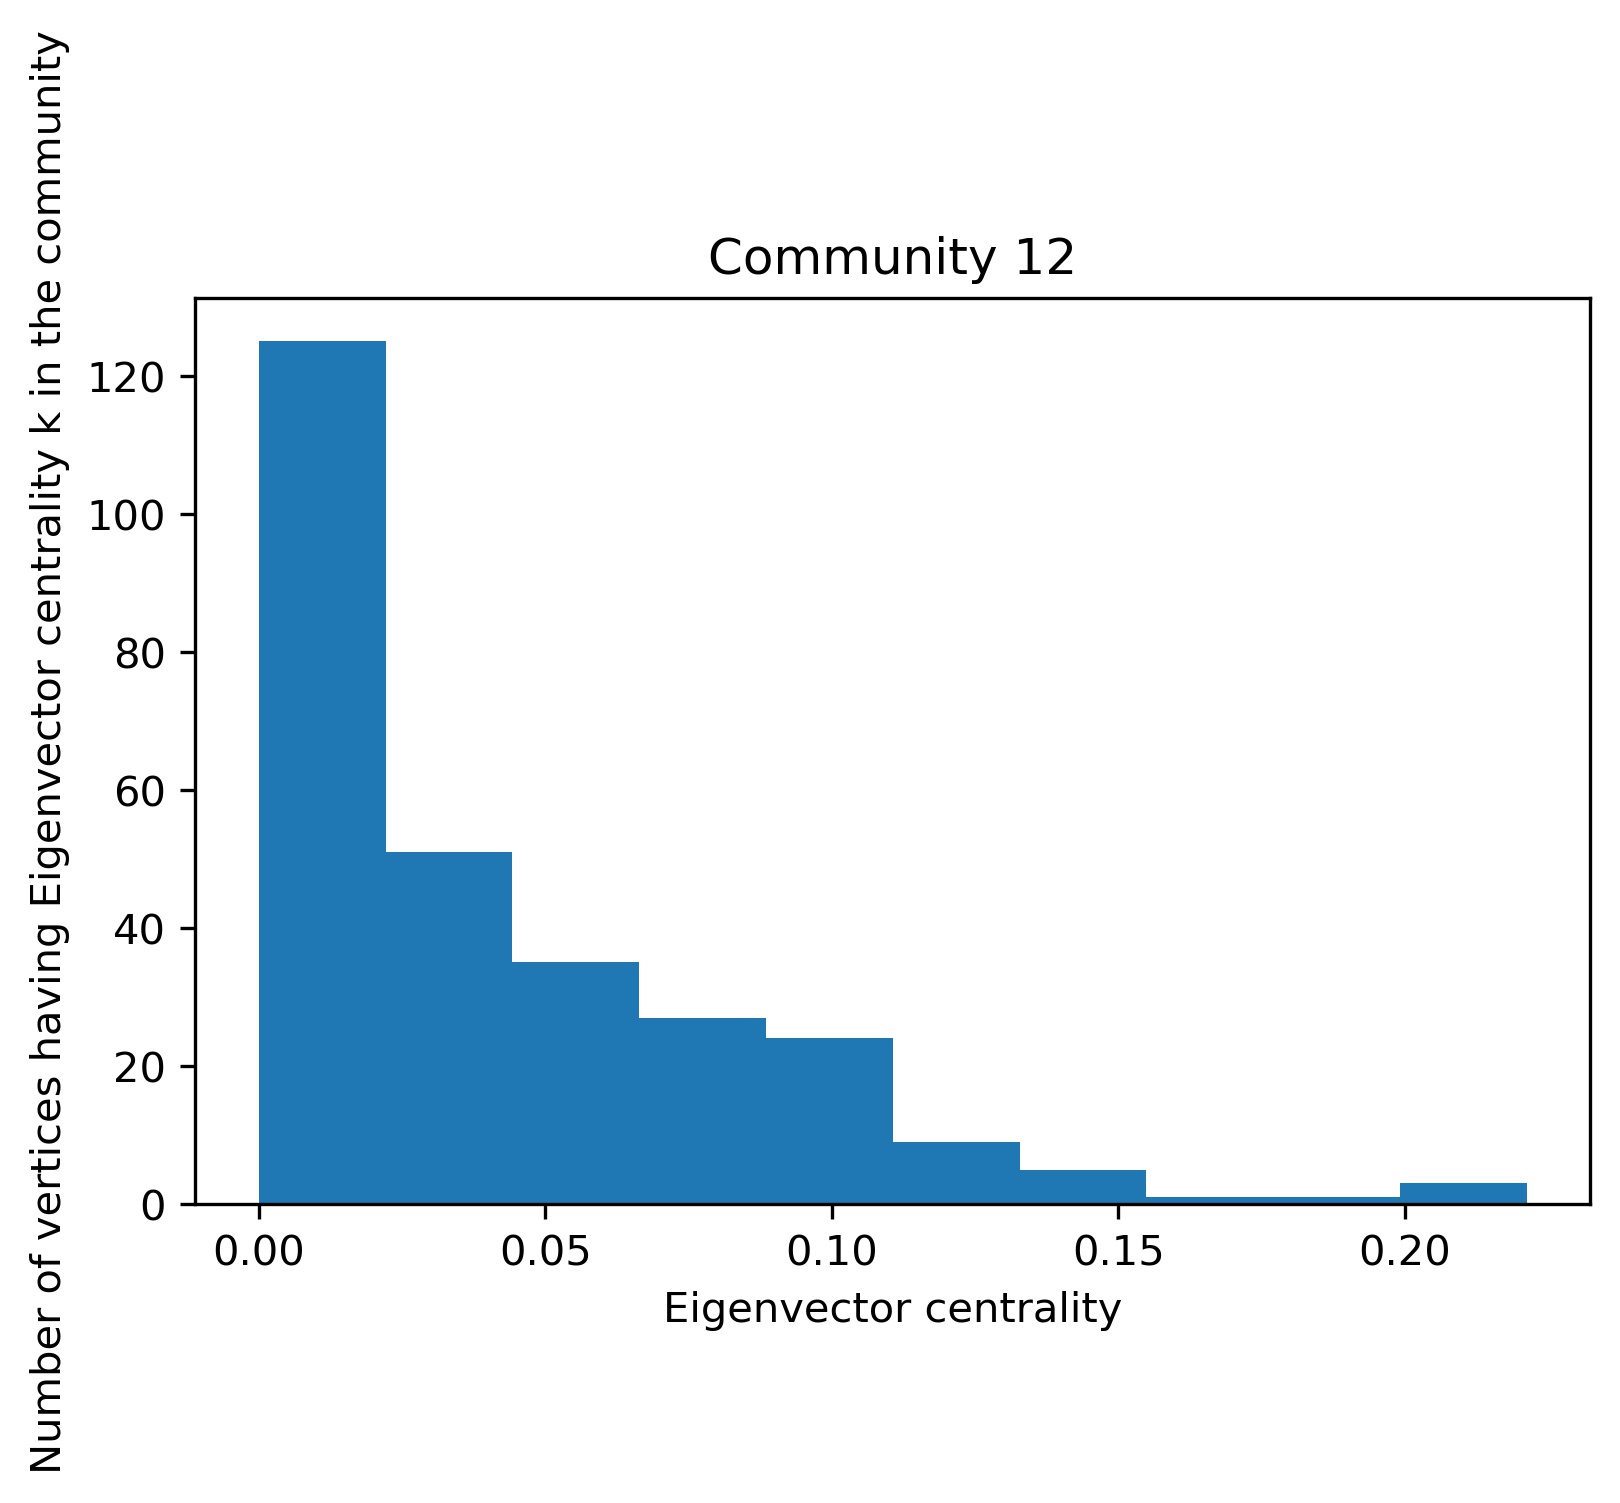 Community 12
Number of vertices having Eigenvector centrality k in the community
120
100
80
60
40
20
0
0.00 0.05 0.10 0.15 0.20
Eigenvector centrality